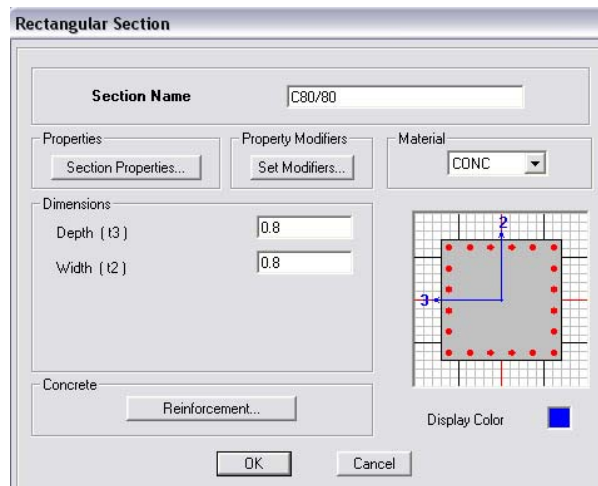 Rectangular Section
Section Name C80/80
Properties Property Modifiers Material
Section Properties... Set Modifiers... CONC
Dimensions
Depth ( t3 ) 0.8
Width ( t2 ) 0.8
2
3
Concrete
Reinforcement...
Display Color
OK Cancel